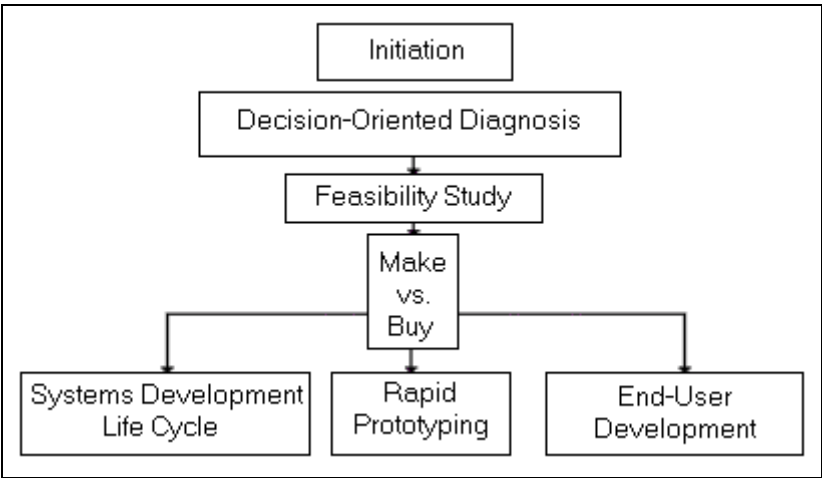 Initiation
Decision-Oriented Diagnosis
Feasibility Study
Make
vs.
Buy
Systems Development
Life Cycle
Rapid
Prototyping
End-User
Development